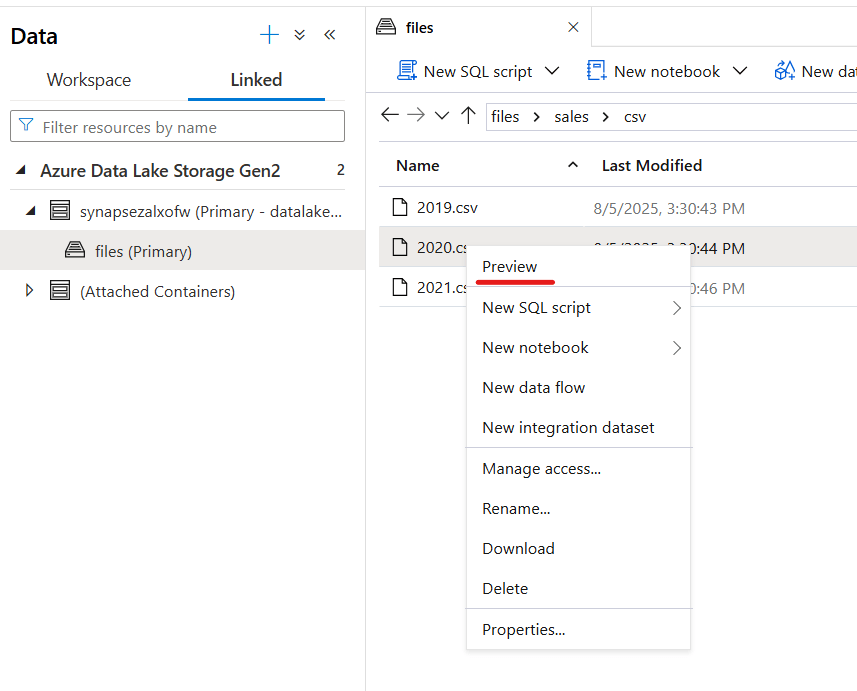 Data
Workspace
Linked
Filter resources by name
Azure Data Lake Storage Gen2 2
synapsezalxofw (Primary - datalake...
files (Primary)
(Attached Containers)
files
New SQL script
New notebook
New dat
files > sales > csv
Name
Last Modified
2019.csv 8/5/2025, 3:30:43 PM
2020.cs :30:44 PM
2021.cs 0:46 PM
Preview
New SQL script
New notebook
New data flow
New integration dataset
Manage access...
Rename...
Download
Delete
Properties...